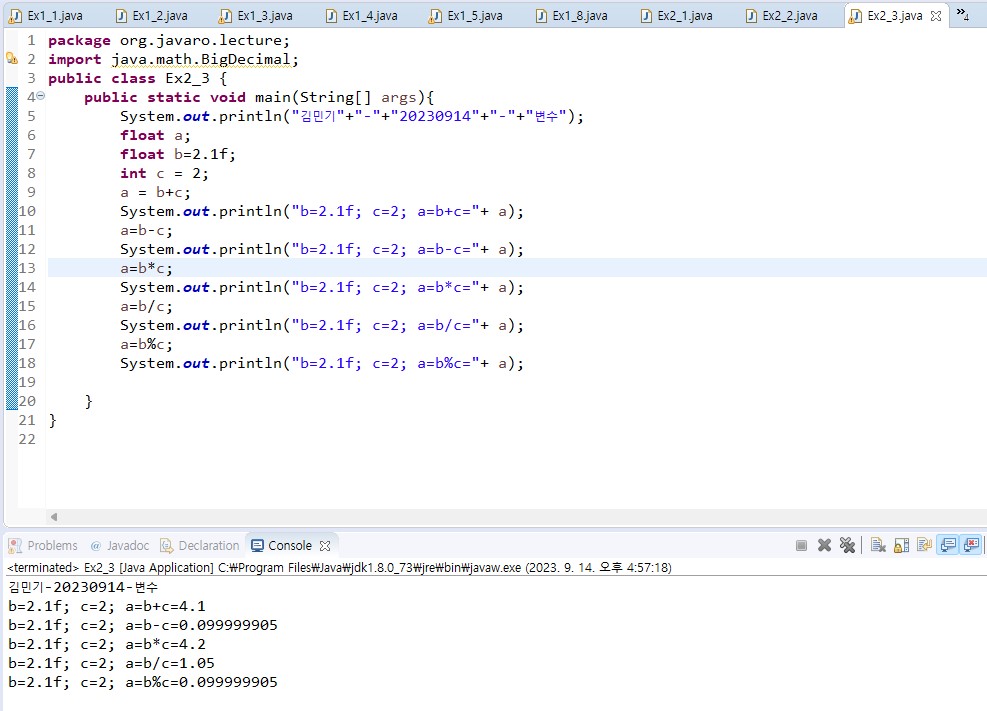 Ex1_1.java Ex1_2.java Ex1_3.java Ex1_4.java Ex1_5.java Ex1_8.java Ex2_1.java Ex2_2.java Ex2_3.java »4
1 package org.javaro.lecture;
2 import java.math.BigDecimal;
3 public class Ex2_3 {
4 public static void main(String[] args){
5 System.out.println("김민기"+"-"+"20230914"+"-"+"변수");
6 float a;
7 float b=2.1f;
8 int c = 2;
9 a = b+c;
10 System.out.println("b=2.1f; c=2; a=b+c="+ a);
11 a=b-c;
12 System.out.println("b=2.1f; c=2; a=b-c="+ a);
13 a=b*c;
14 System.out.println("b=2.1f; c=2; a=b*c="+ a);
15 a=b/c;
16 System.out.println("b=2.1f; c=2; a=b/c="+ a);
17 a=b%c;
18 System.out.println("b=2.1f; c=2; a=b%c="+ a);
19
20 }
21 }
22
Problems @ Javadoc Declaration Console
<terminated> Ex2_3 [Java Application] C:₩Program Files₩Java₩jdk1.8.0_73₩jre₩bin₩javaw.exe (2023. 9. 14. 오후 4:57:18)
김민기-20230914-변수
b=2.1f; c=2; a=b+c=4.1
b=2.1f; c=2; a=b-c=0.099999905
b=2.1f; c=2; a=b*c=4.2
b=2.1f; c=2; a=b/c=1.05
b=2.1f; c=2; a=b%c=0.099999905